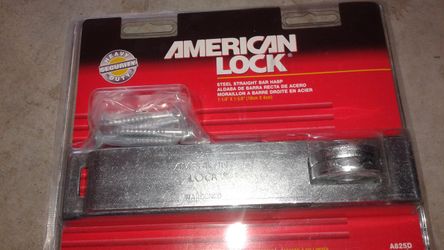 HEAVY
SECURITY
DUTY
AMERICAN
LOCK
STEEL STRAIGHT BAR HASP
ALDABA DE BARRA RECTA DE ACERO
MORAILLON A BARRE DROITE EN ACIER
LOCK
A825D